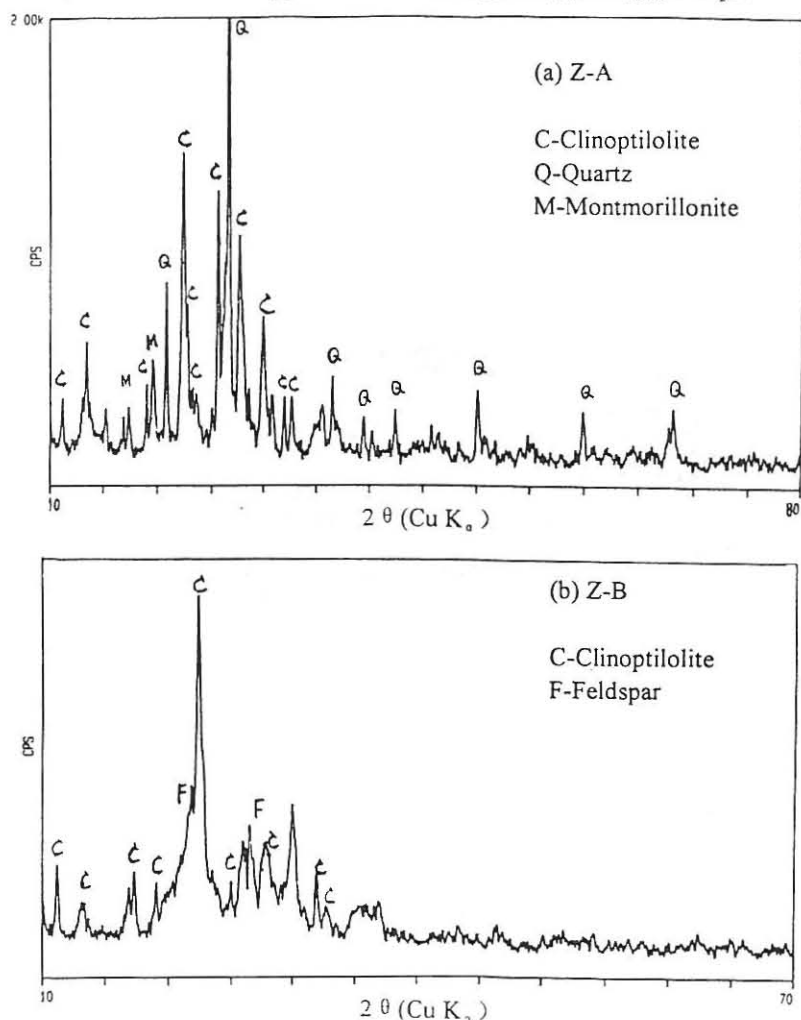 2 00k
Q
(a) Z-A
C
C-Clinoptilolite
Q-Quartz
M-Montmorillonite
C
C
CPS
Q
C
C
C
M
C
C
M
C
C C
Q
Q
Q
Q
Q
Q
10
80
2 θ (Cu Kα)
C
(b) Z-B
C-Clinoptilolite
F-Feldspar
CPS
F
F
C
C
C
C
C
C
C
C
10
70
2 θ (Cu Kα)